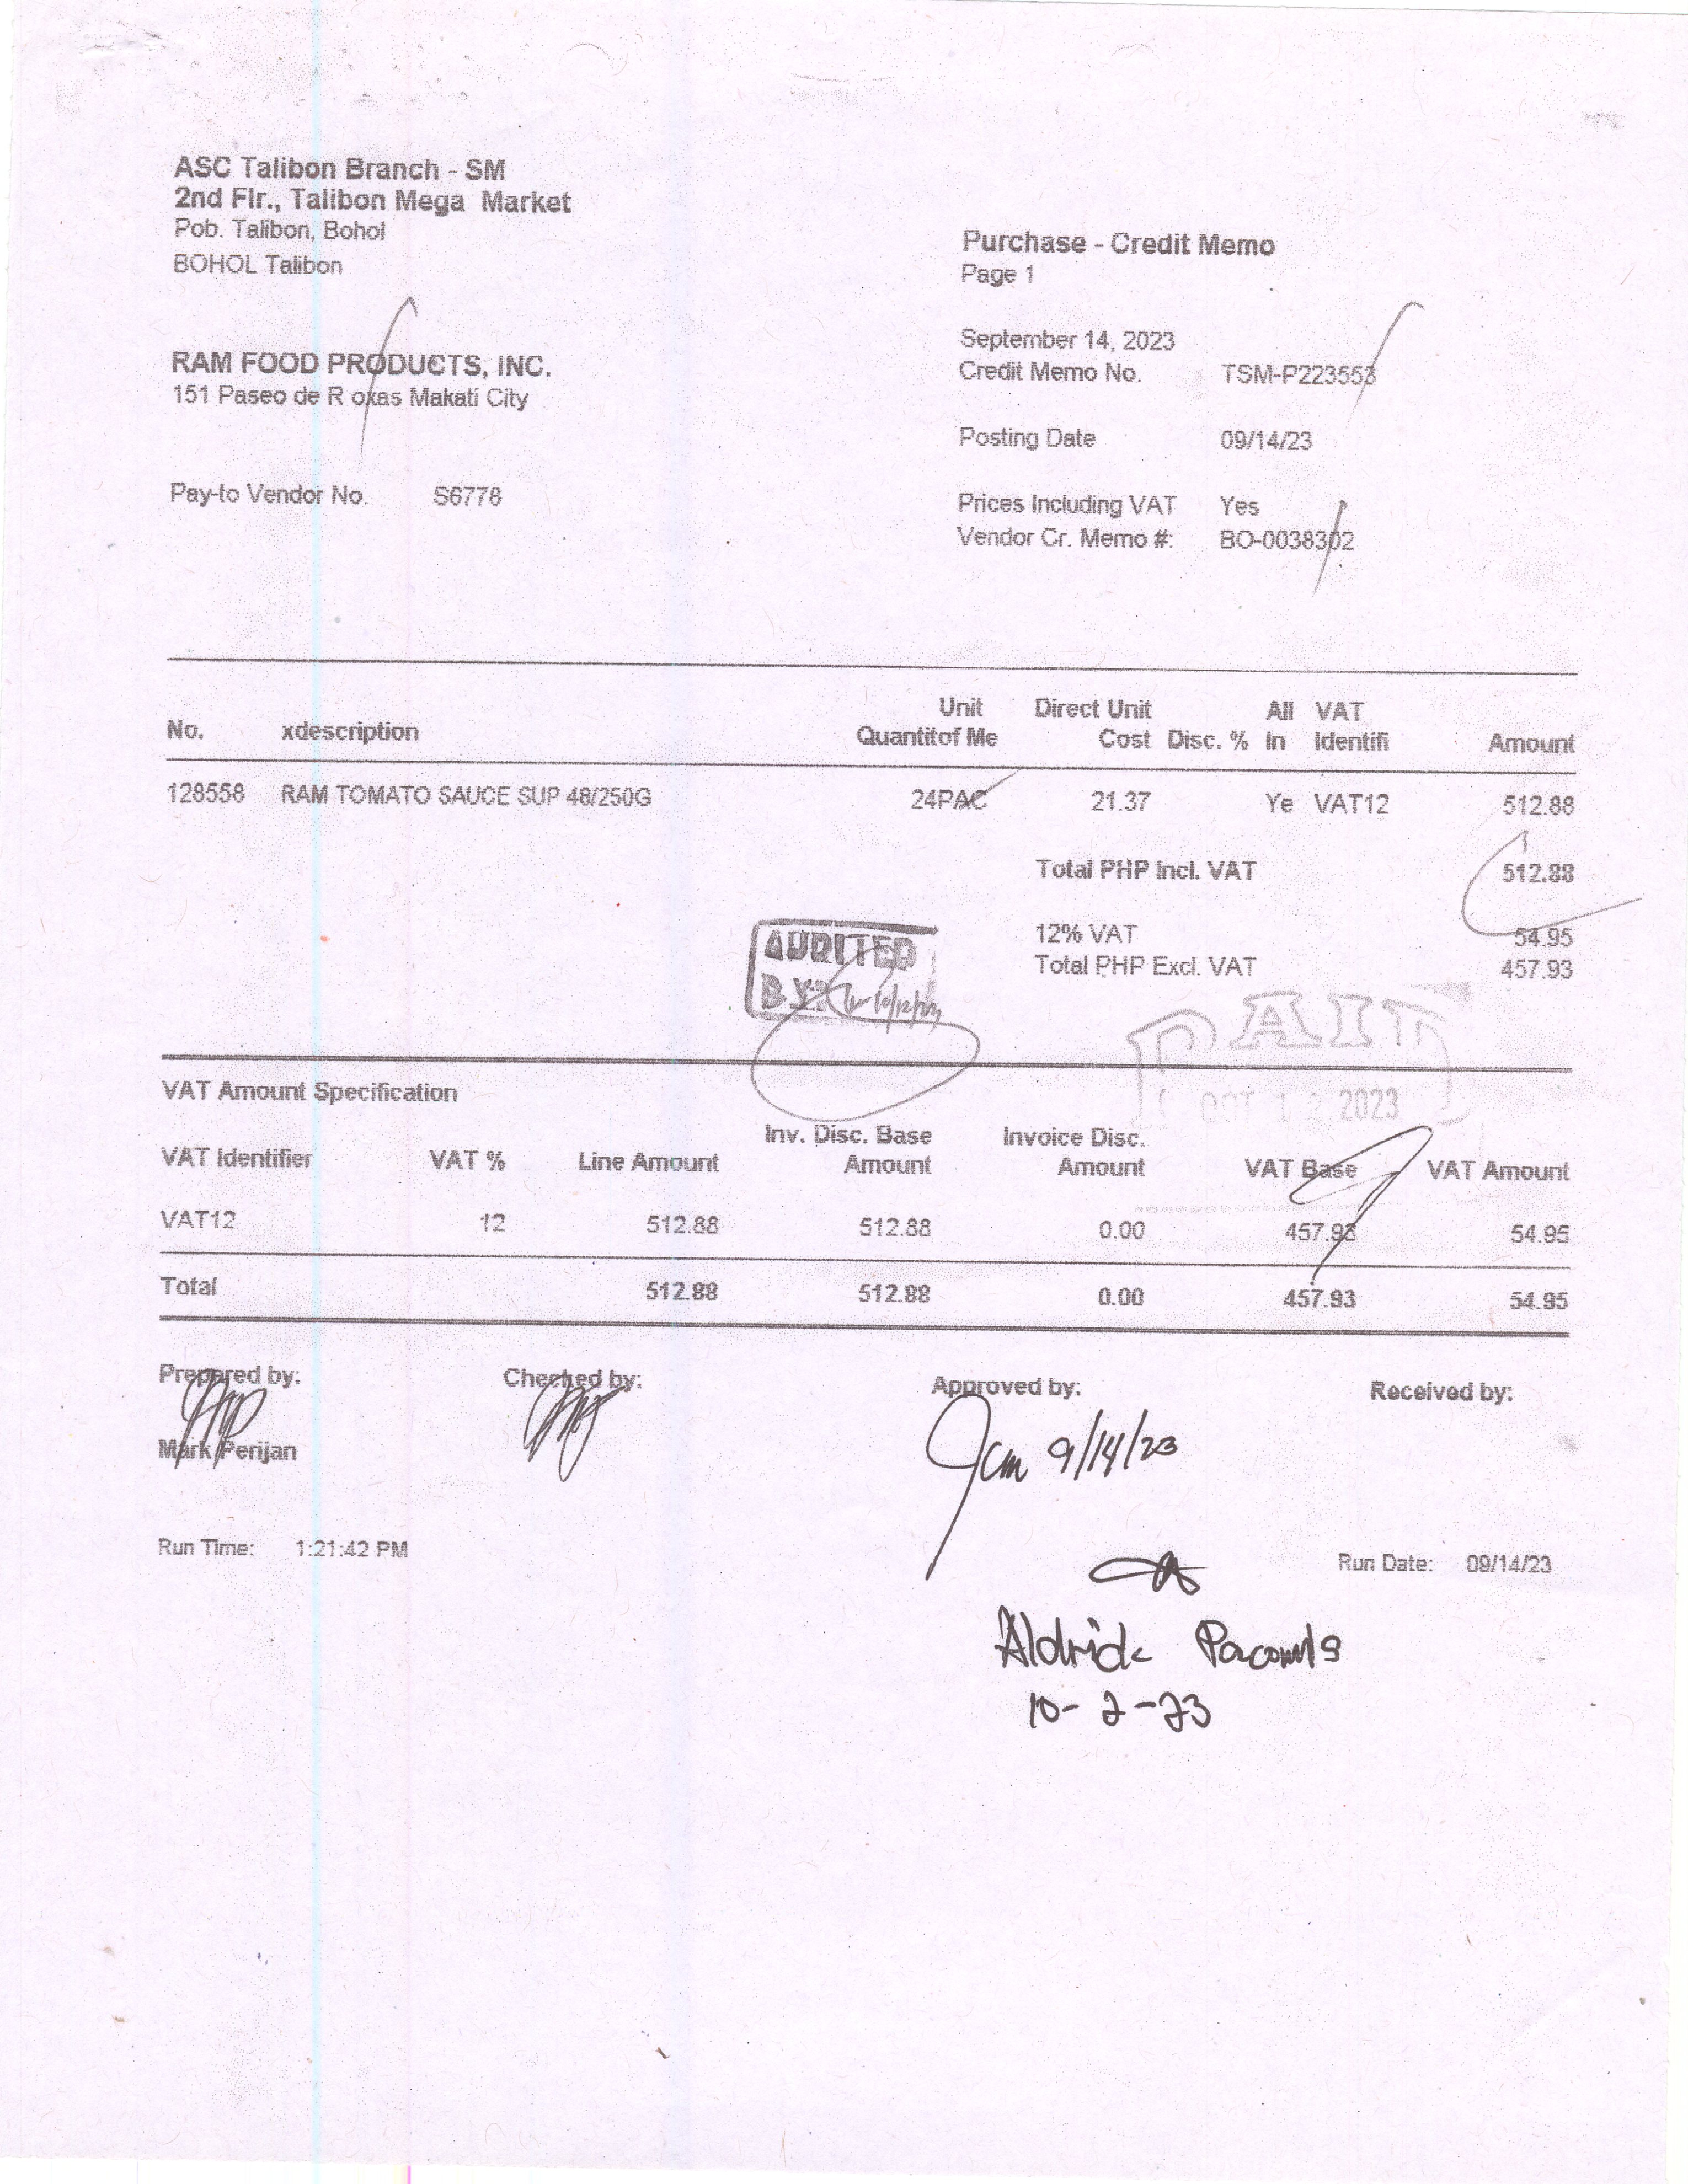 ASC Talibon Branch - SM
2nd Flr., Talibon Mega Market
Pob. Talibon, Bohol
BOHOL Talibon
Purchase - Credit Memo
Page 1
RAM FOOD PRODUCTS, INC.
151 Paseo de R oxas Makati City
September 14, 2023
Credit Memo No. TSM-P223553
Posting Date 09/14/23
Pay-to Vendor No. S6778
Prices Including VAT Yes
Vendor Cr. Memo #: BO-0038302
Unit Direct Unit All VAT
No. xdescription Quantitof Me Cost Disc. % In Identifi Amount
128558 RAM TOMATO SAUCE SUP 48/250G 24PAC 21.37 Ye VAT12 512.88
Total PHP Incl. VAT 512.88
12% VAT 54.95
Total PHP Excl. VAT 457.93
AUDITED
BY: 10/12/23
PAID
OCT 12 2023
VAT Amount Specification
Inv. Disc. Base Invoice Disc.
VAT Identifier VAT % Line Amount Amount Amount VAT Base VAT Amount
VAT12 12 512.88 512.88 0.00 457.93 54.95
Total 512.88 512.88 0.00 457.93 54.95
Prepared by: Checked by: Approved by: Received by:
Mark Perijan
9/14/23
Run Time: 1:21:42 PM Run Date: 09/14/23
10-2-23